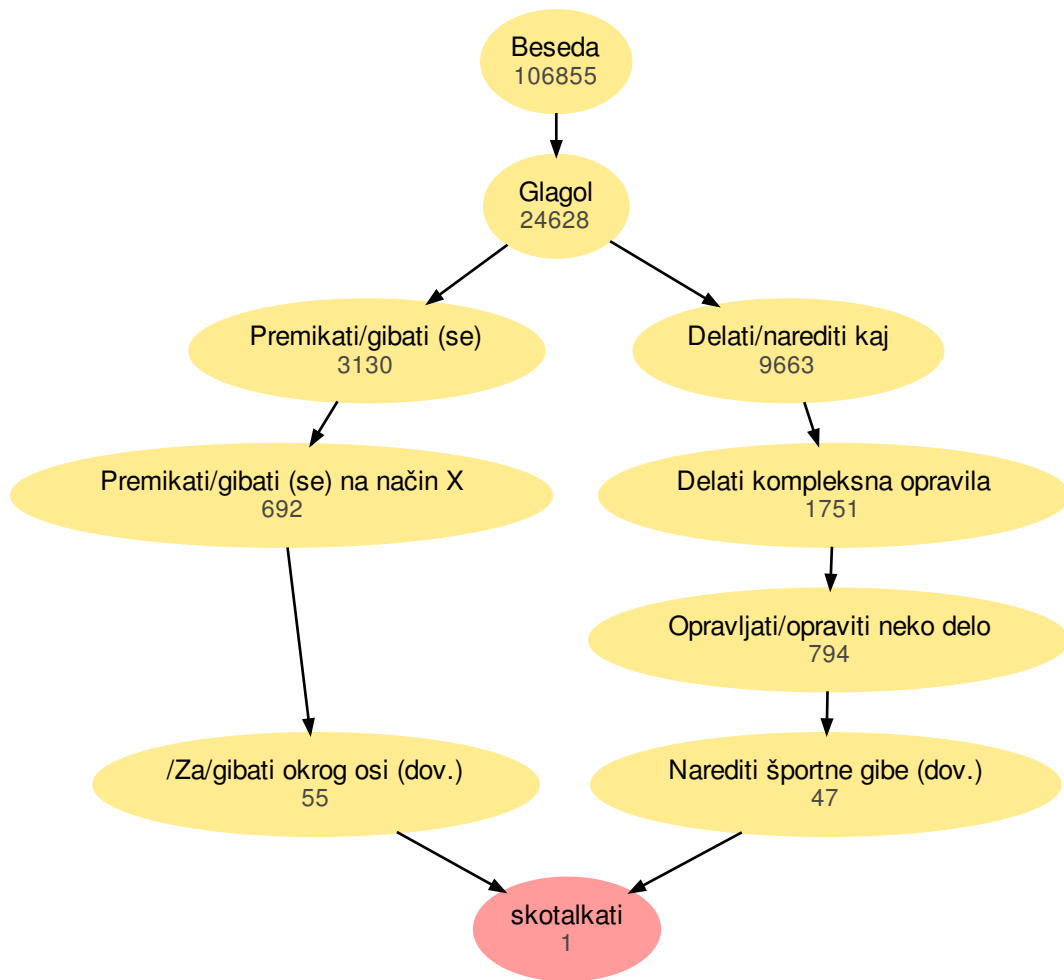 Beseda
106855
Glagol
24628
Premikati/gibati (se)
3130
Delati/narediti kaj
9663
Premikati/gibati (se) na način X
692
Delati kompleksna opravila
1751
Opravljati/opraviti neko delo
794
/Za/gibati okrog osi (dov.)
55
Narediti športne gibe (dov.)
47
skotalkati
1